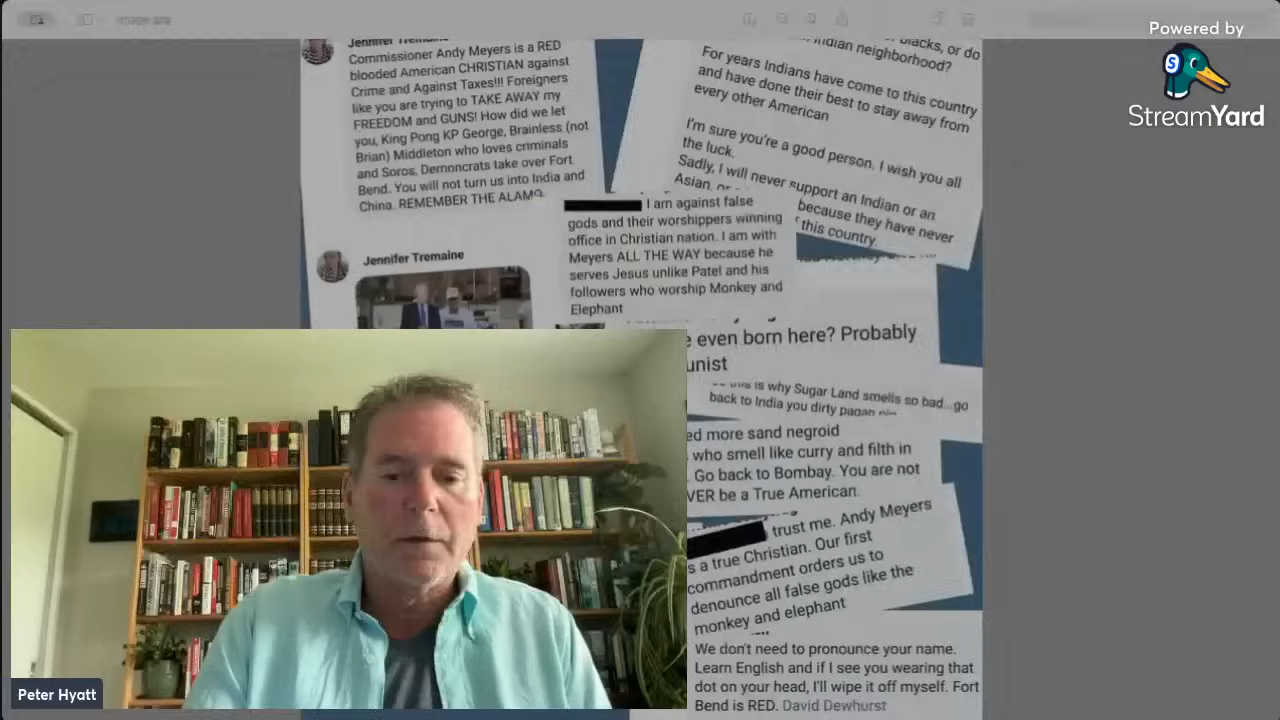 made are
Powered by
StreamYard
Jennifer Tremaine
Commissioner Andy Meyers is a RED
blooded American CHRISTIAN against
Crime and Against Taxes!!! Foreigners
like you are trying to TAKE AWAY my
FREEDOM and GUNS! How did we let
you, King Pong KP George, Brainless (not
Brian) Middleton who loves criminals
and Soros, Demoncrats take over Fort
Bend. You will not turn us into India and
China. REMEMBER THE ALAMO.
blacks, or do
Indian neighborhood?
For years Indians have come to this country
and have done their best to stay away from
every other American
I'm sure you're a good person. I wish you all
the luck.
Sadly, I will never support an Indian or an
Asian, or
because they have never
this country
I am against false
gods and their worshippers winning
office in Christian nation. I am with
Meyers ALL THE WAY because he
serves Jesus unlike Patel and his
followers who worship Monkey and
Elephant
Jennifer Tremaine
even born here? Probably
unist
this is why Sugar Land smells so bad...go
back to India you dirty pagan
ed more sand negroid
who smell like curry and filth in
Go back to Bombay. You are not
VER be a True American.
trust me. Andy Meyers
s a true Christian. Our first
commandment orders us to
denounce all false gods like the
monkey and elephant
We don't need to pronounce your name.
Learn English and if I see you wearing that
dot on your head, I'll wipe it off myself. Fort
Bend is RED. David Dewhurst
Peter Hyatt